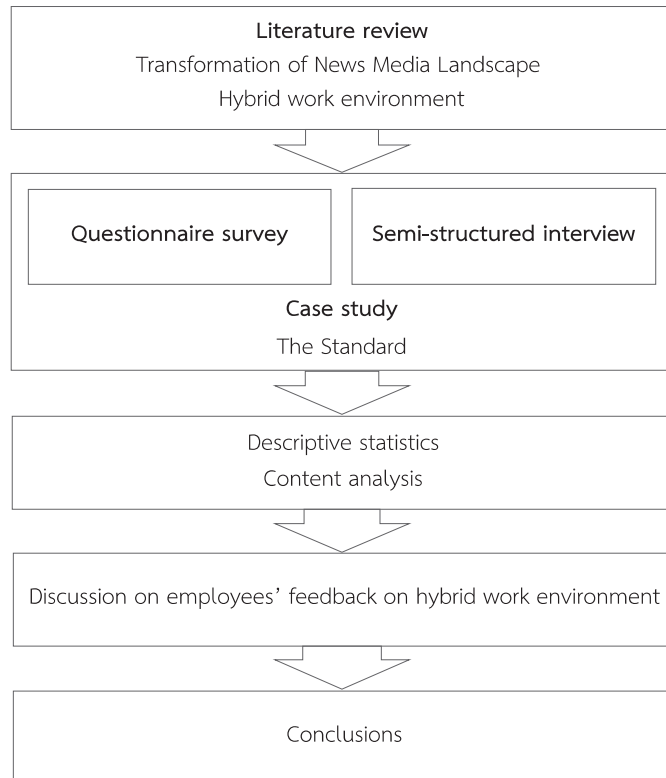 Literature review
Transformation of News Media Landscape
Hybrid work environment
Questionnaire survey
Semi-structured interview
Case study
The Standard
Descriptive statistics
Content analysis
Discussion on employees’ feedback on hybrid work environment
Conclusions